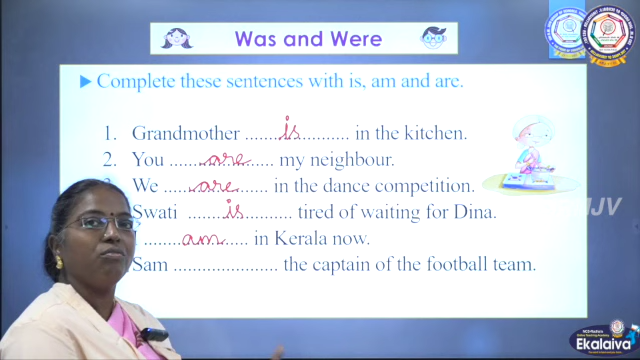 Was and Were
▶ Complete these sentences with is, am and are.
1. Grandmother ........is............ in the kitchen.
2. You .......are...... my neighbour.
We .......are...... in the dance competition.
Swati .......is.......... tired of waiting for Dina.
....am..... in Kerala now.
Sam ...................... the captain of the football team.
MJV
Ekalaiva